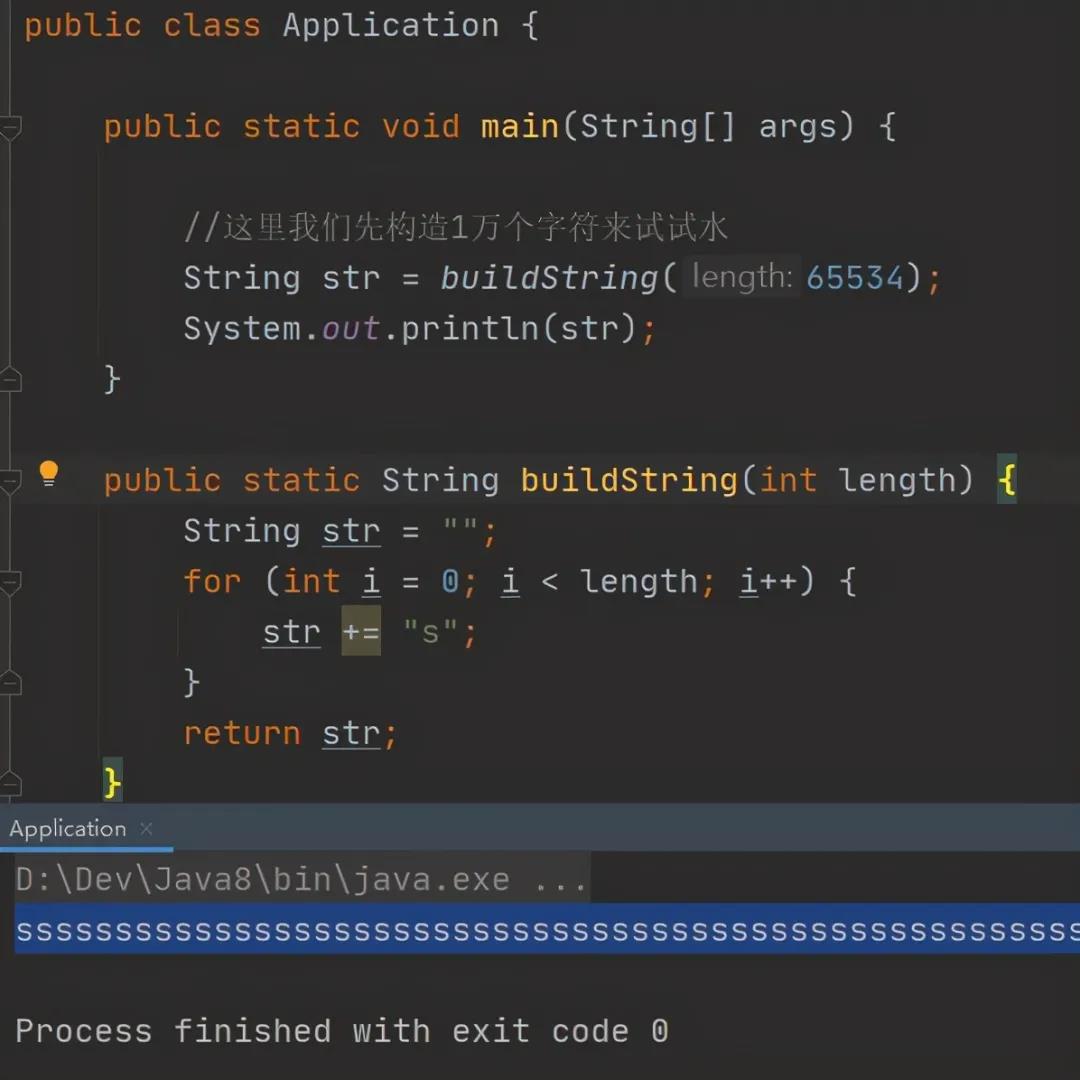 public class Application {
public static void main(String[] args) {
//这里我们先构造1万个字符来试试水
String str = buildString( length: 65534);
System.out.println(str);
}
public static String buildString(int length) {
String str = "";
for (int i = 0; i < length; i++) {
str += "s";
}
return str;
}
Application ×
D:\Dev\Java8\bin\java.exe ...
ssssssssssssssssssssssssssssssssssssssssssssssssssssss
Process finished with exit code 0